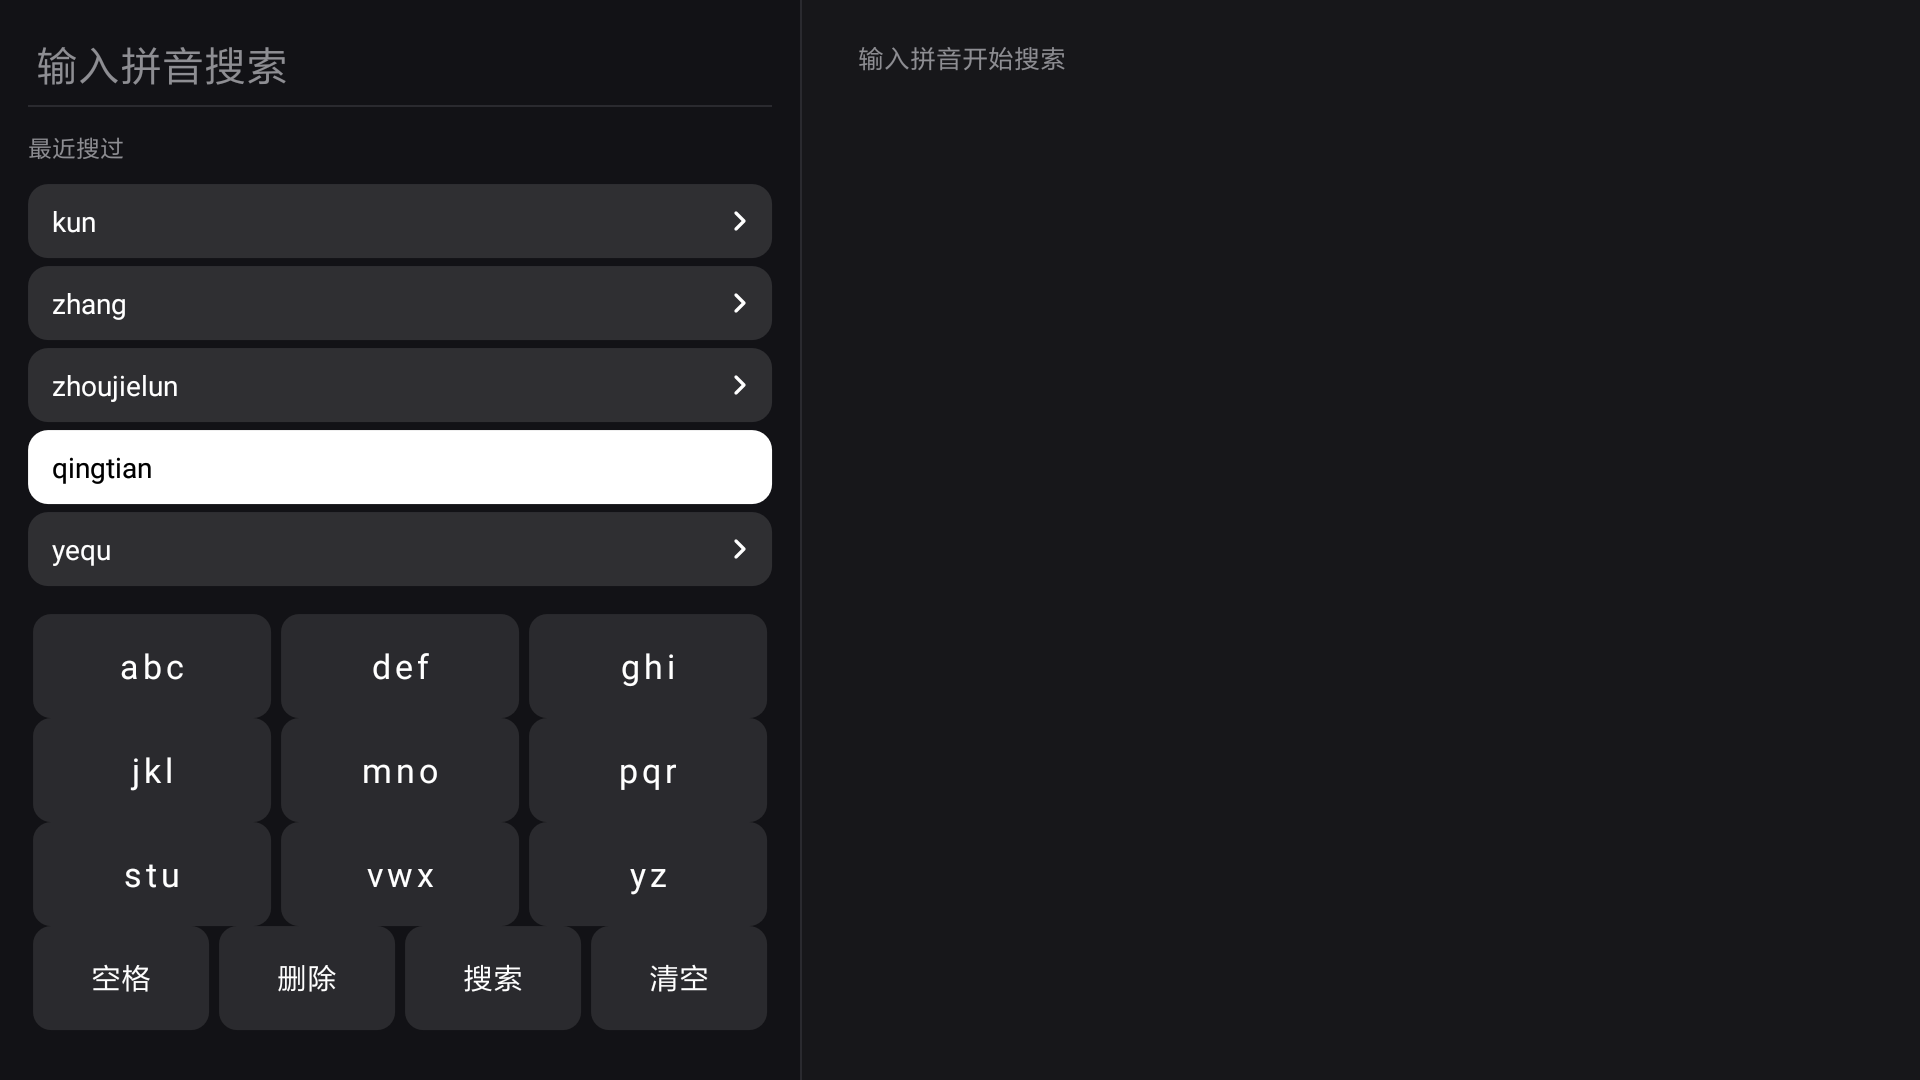 输入拼音搜索
最近搜过
kun
zhang
zhoujielun
qingtian
yequ
abc
def
ghi
jkl
mno
pqr
stu
vwx
yz
空格
删除
搜索
清空
输入拼音开始搜索